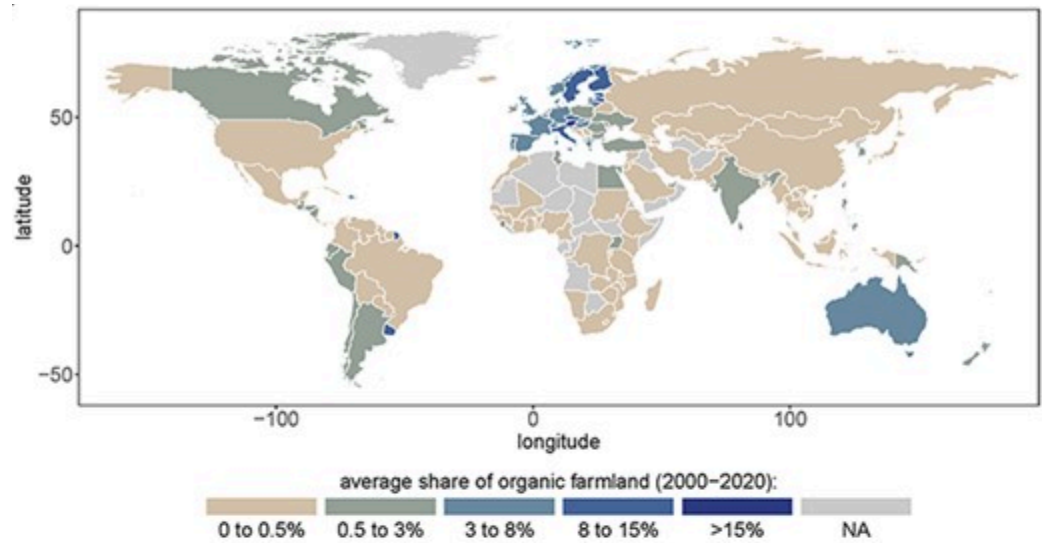 50
0
−50
latitude
−100
0
100
longitude
average share of organic farmland (2000−2020):
0 to 0.5%
0.5 to 3%
3 to 8%
8 to 15%
>15%
NA